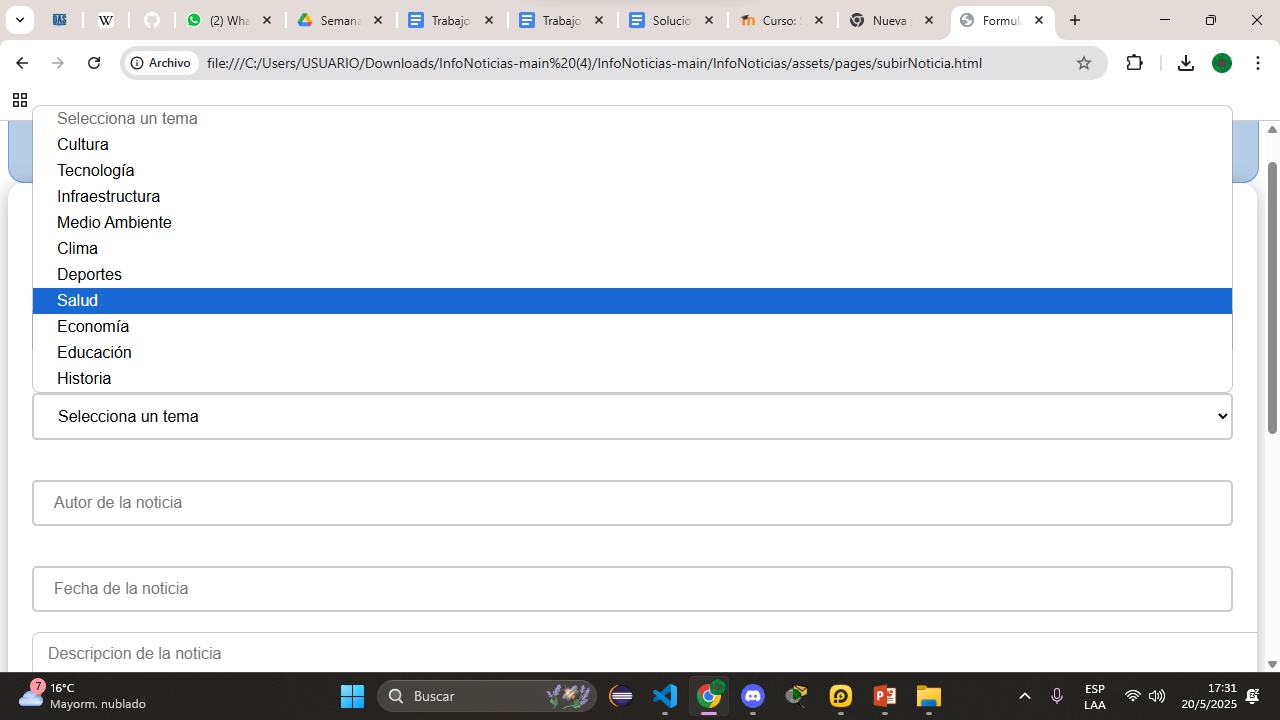 (2) Wha
Semana
Trabajo
Trabajo
Solucio
Curso: S
Nueva
Formul
Archivo
file:///C:/Users/USUARIO/Downloads/InfoNoticias-main%20(4)/InfoNoticias-main/InfoNoticias/assets/pages/subirNoticia.html
Selecciona un tema
Cultura
Tecnología
Infraestructura
Medio Ambiente
Clima
Deportes
Salud
Economía
Educación
Historia
Selecciona un tema
Autor de la noticia
Fecha de la noticia
Descripcion de la noticia
7
16°C
Mayorm. nublado
Buscar
ESP
LAA
17:31
20/5/2025